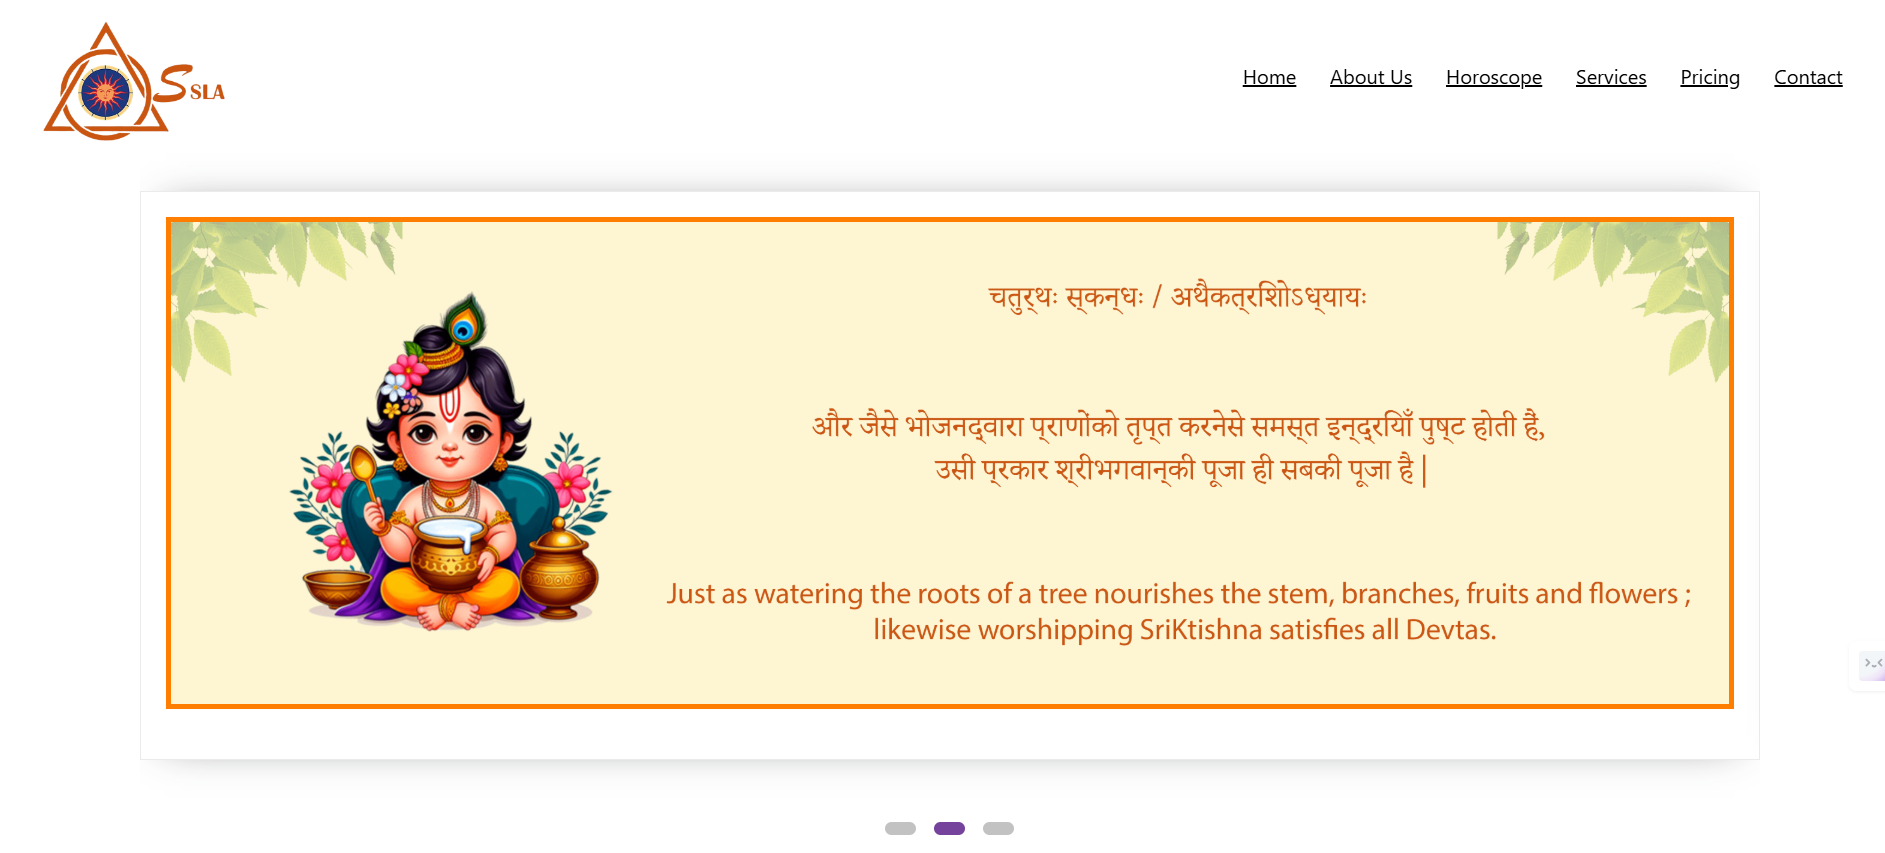 S SLA
Home About Us Horoscope Services Pricing Contact
चतुर्थः स्कन्धः / अथैकत्रिशोऽध्यायः
और जैसे भोजनद्वारा प्राणोंको तृप्त करनेसे समस्त इन्द्रियाँ पुष्ट होती हैं,
उसी प्रकार श्रीभगवान्की पूजा ही सबकी पूजा है |
Just as watering the roots of a tree nourishes the stem, branches, fruits and flowers ;
likewise worshipping SriKtishna satisfies all Devtas.